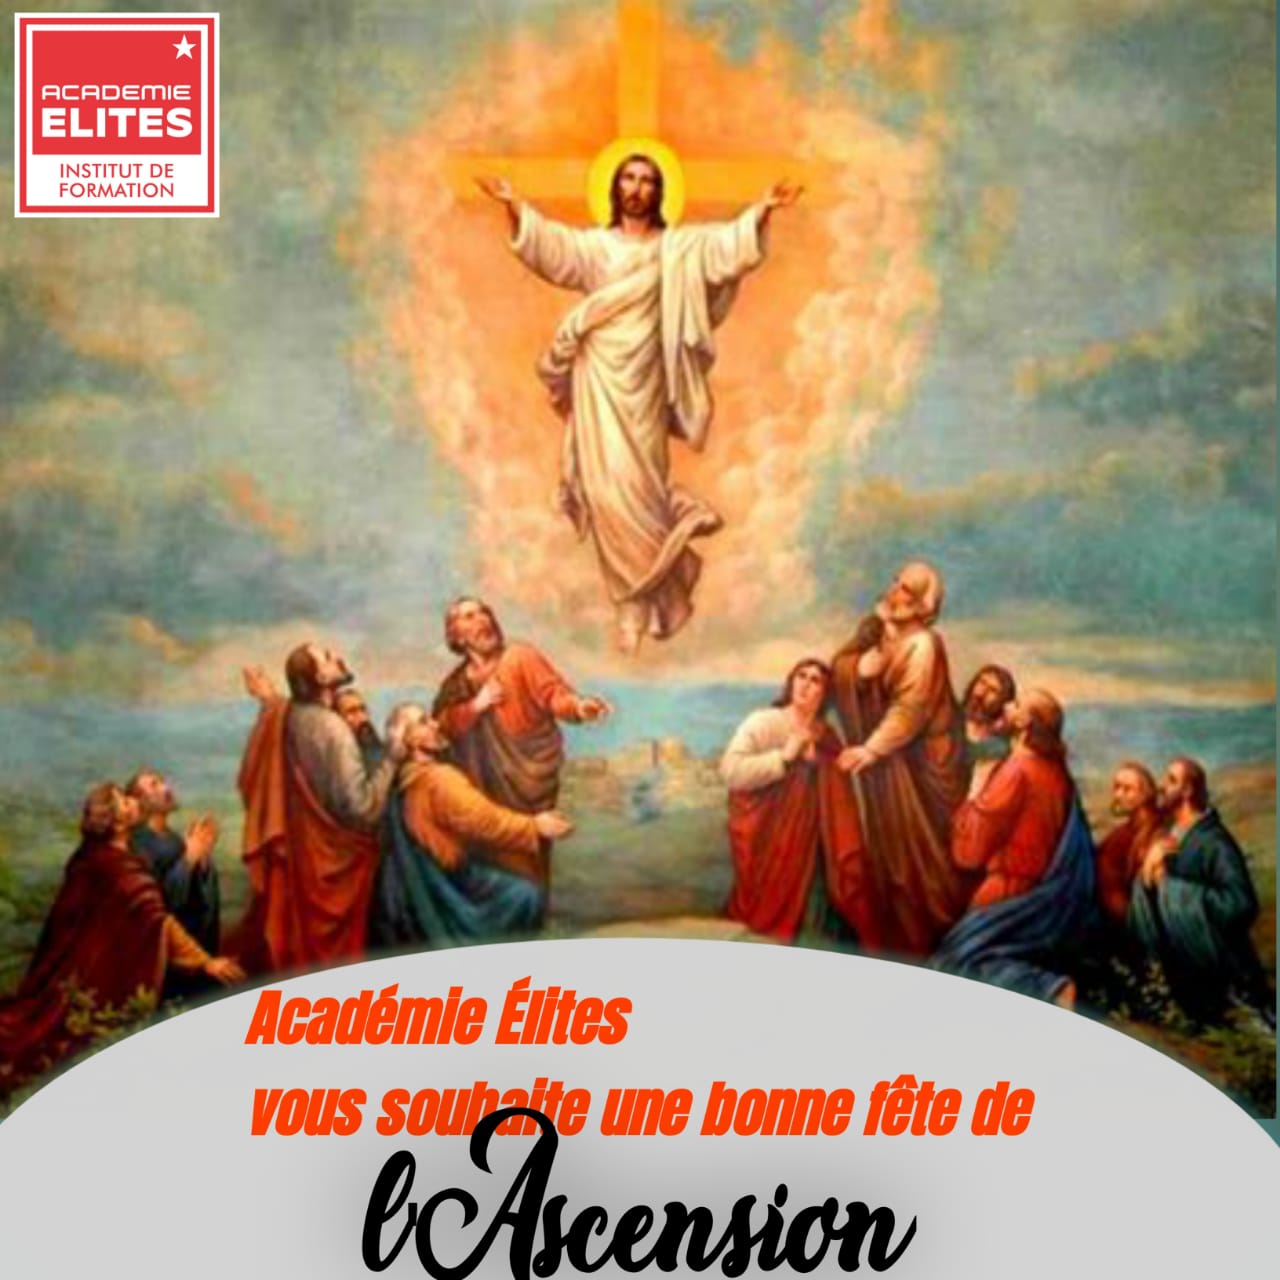 ACADEMIE
ELITES
INSTITUT DE
FORMATION
Académie Élites
vous souhaite une bonne fête de
l'Ascension